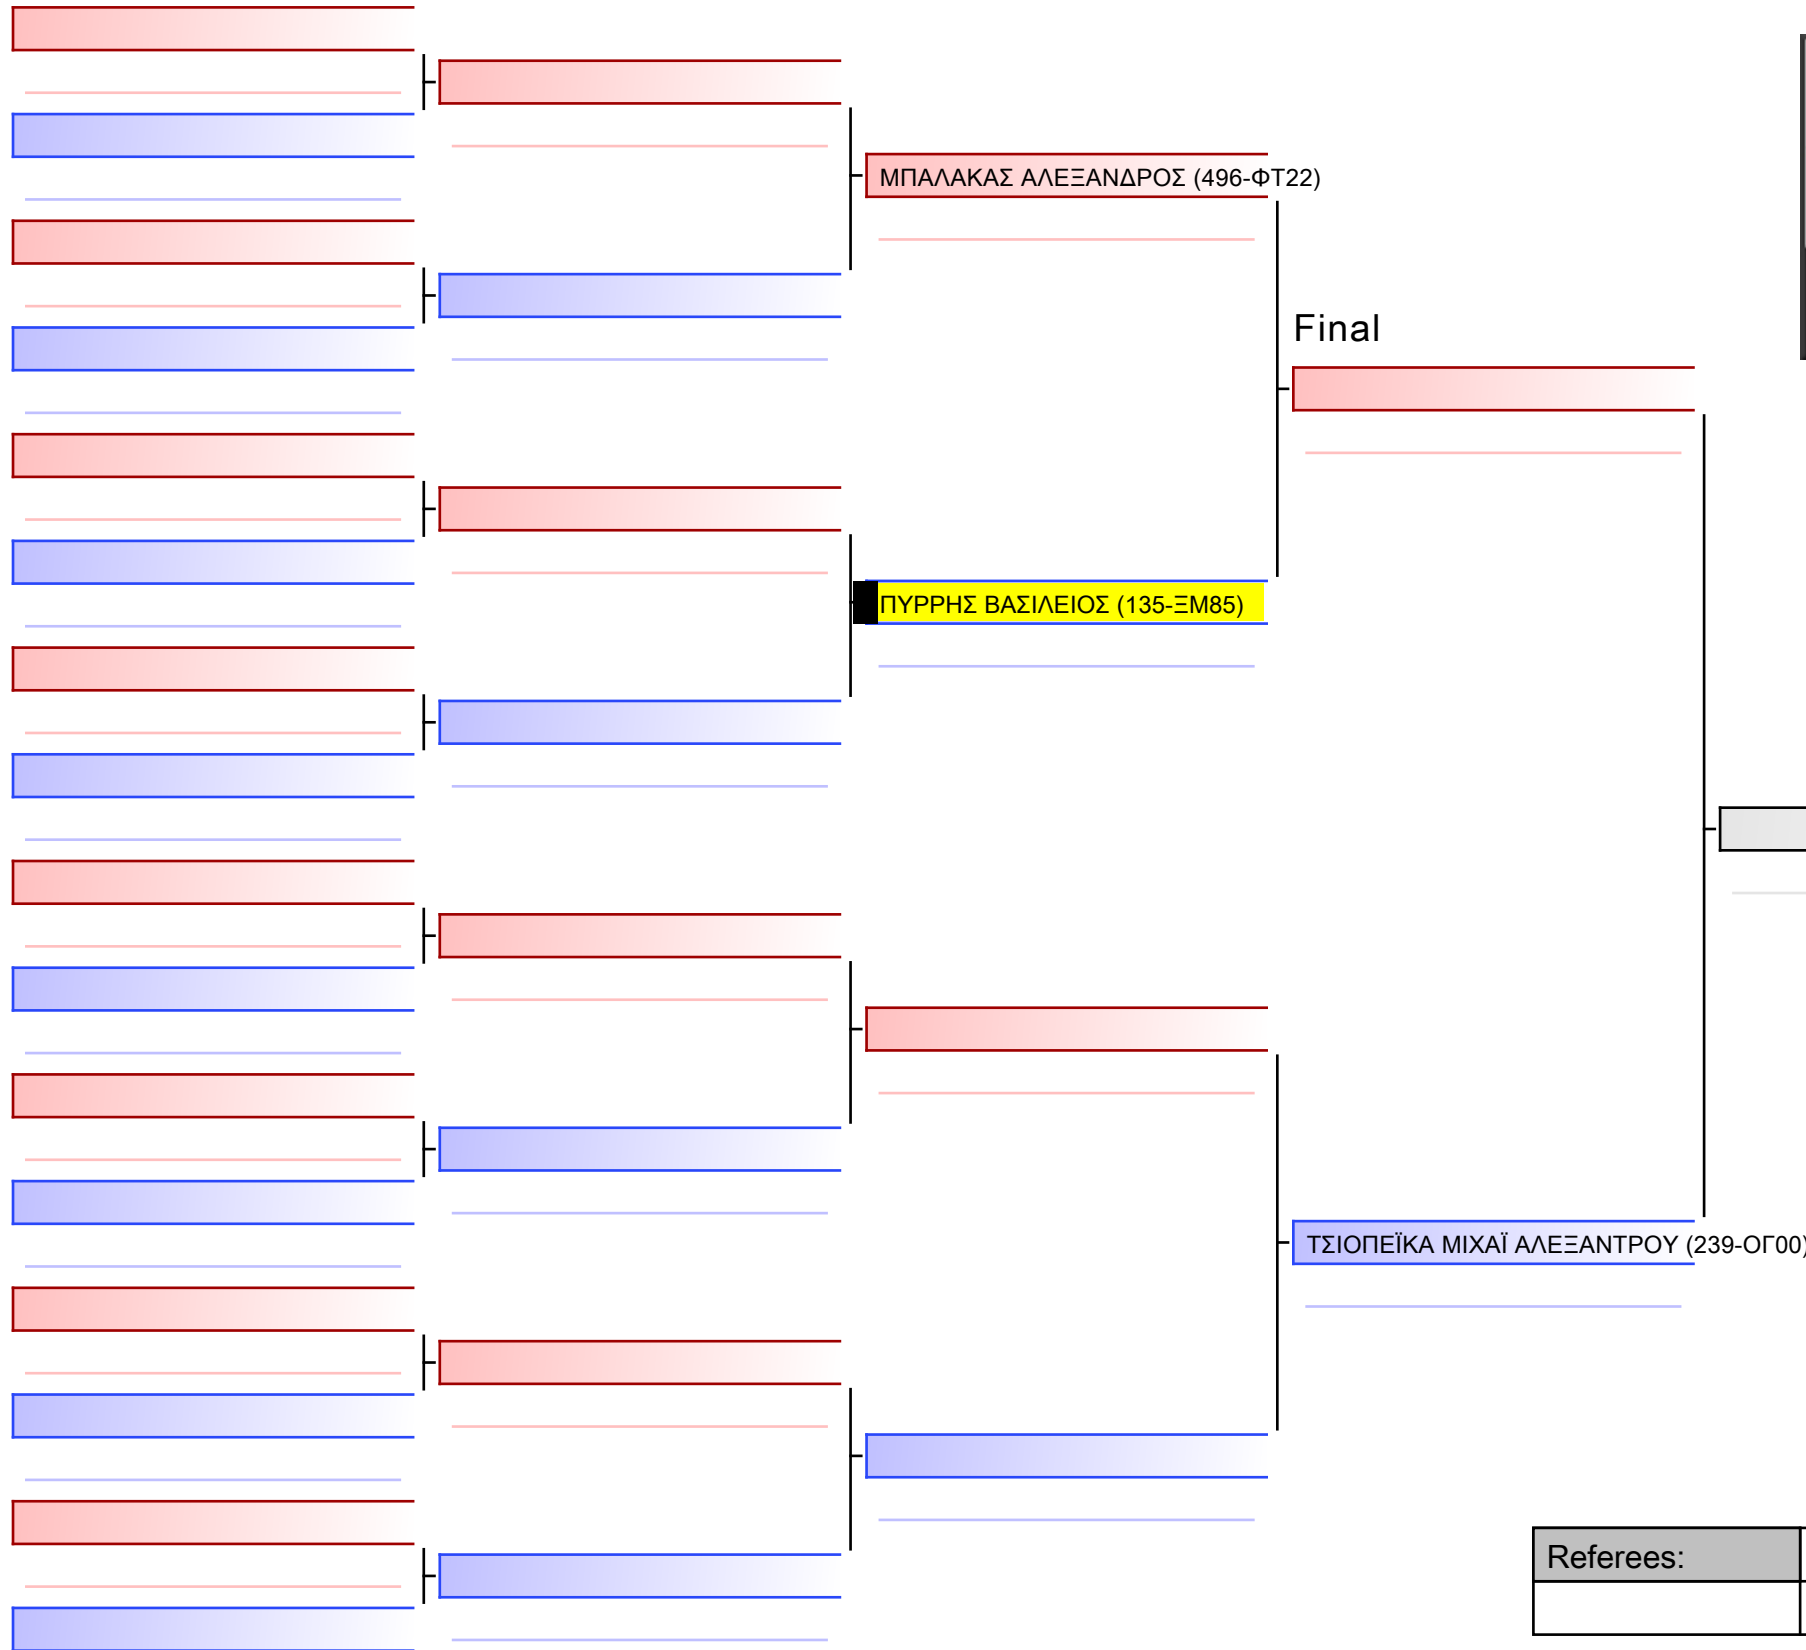 ΜΠΑΛΑΚΑΣ ΑΛΕΞΑΝΔΡΟΣ (496-ΦΤ22)
Final
ΠΥΡΡΗΣ ΒΑΣΙΛΕΙΟΣ (135-ΞΜ85)
ΤΣΙΟΠΕΪΚΑ ΜΙΧΑΪ ΑΛΕΞΑΝΤΡΟΥ (239-ΟΓ00)
Referees: